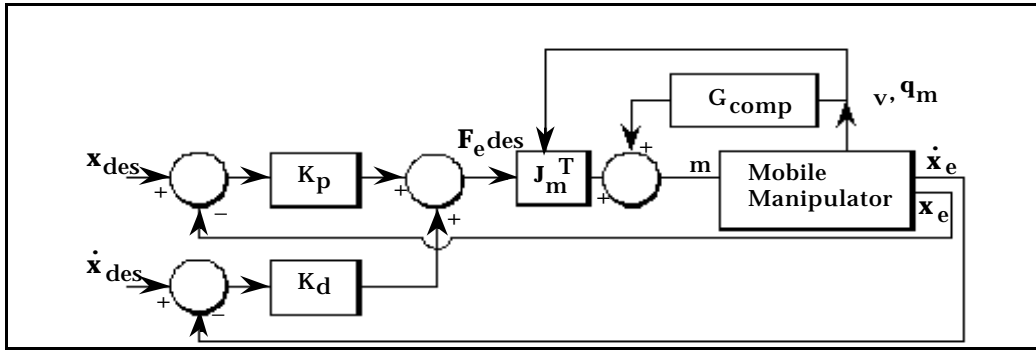 G_comp
v, q_m
F_e des
x_des
+
−
K_p
+
+
J_m^T
+
+
m
Mobile
Manipulator
ẋ_e
x_e
ẋ_des
+
−
K_d